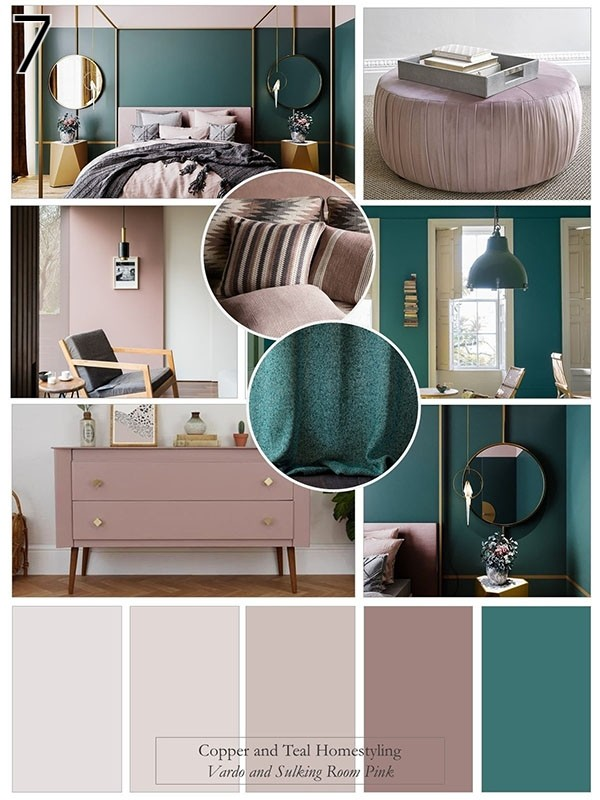 7
Copper and Teal Homestyling
Vardo and Sulking Room Pink